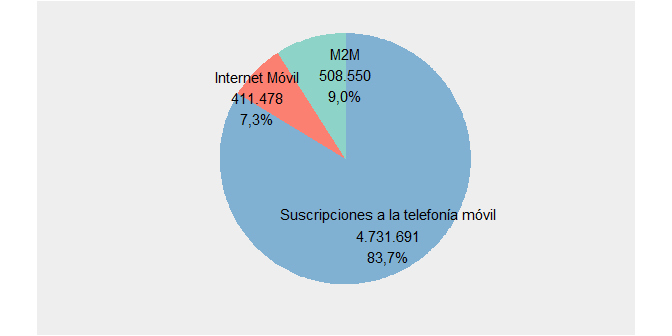 M2M
508.550
9,0%
Internet Móvil
411.478
7,3%
Suscripciones a la telefonía móvil
4.731.691
83,7%